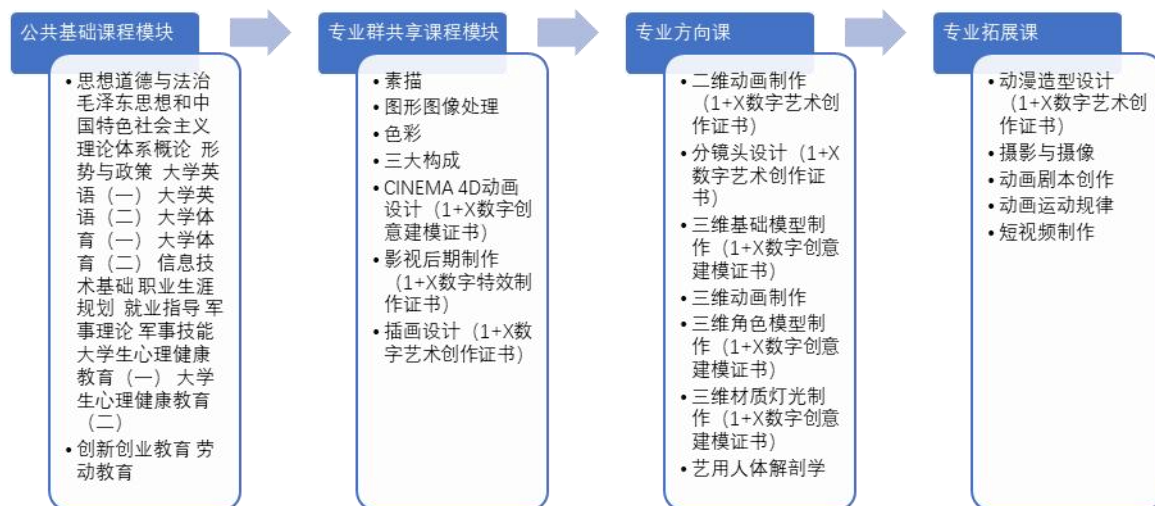 公共基础课程模块
• 思想道德与法治
毛泽东思想和中
国特色社会主义
理论体系概论 形
势与政策 大学英
语（一） 大学英
语（二） 大学体
育（一） 大学体
育（二） 信息技
术基础 职业生涯
规划 就业指导 军
事理论 军事技能
大学生心理健康
教育（一） 大学
生心理健康教育
（二）
• 创新创业教育 劳
动教育
专业群共享课程模块
• 素描
• 图形图像处理
• 色彩
• 三大构成
• CINEMA 4D动画
设计（1+X数字创
意建模证书）
• 影视后期制作
（1+X数字特效制
作证书）
• 插画设计（1+X数
字艺术创作证书）
专业方向课
• 二维动画制作
（1+X数字艺术创
作证书）
• 分镜头设计（1+X
数字艺术创作证
书）
• 三维基础模型制
作（1+X数字创意
建模证书）
• 三维动画制作
• 三维角色模型制
作（1+X数字创意
建模证书）
• 三维材质灯光制
作（1+X数字创意
建模证书）
• 艺用人体解剖学
专业拓展课
• 动漫造型设计
（1+X数字艺术创
作证书）
• 摄影与摄像
• 动画剧本创作
• 动画运动规律
• 短视频制作